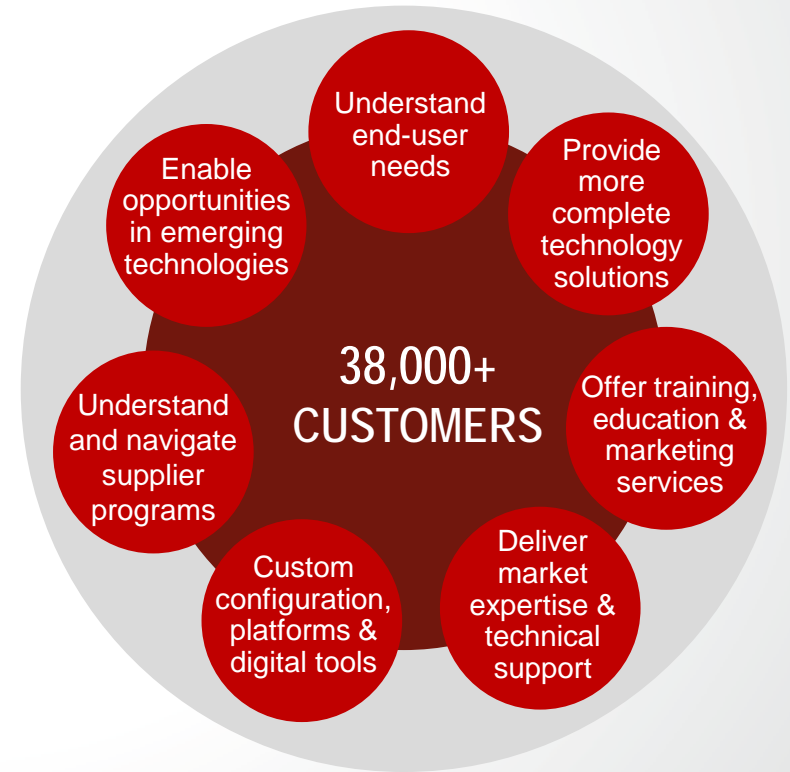 Understand
end-user
needs
Provide
more
complete
technology
solutions
Offer training,
education &
marketing
services
Deliver
market
expertise &
technical
support
Custom
configuration,
platforms &
digital tools
Understand
and navigate
supplier
programs
Enable
opportunities
in emerging
technologies
38,000+
CUSTOMERS